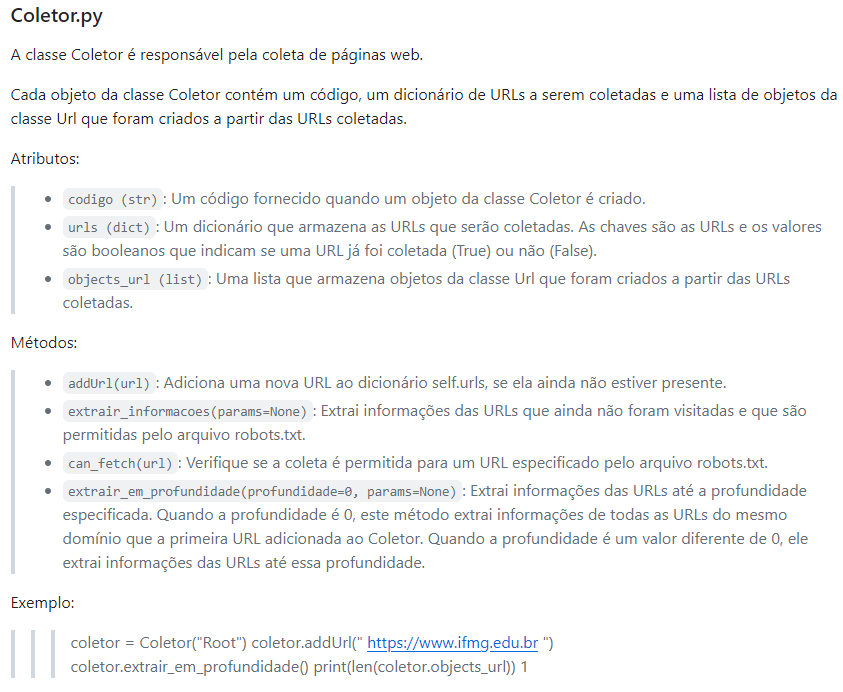 Coletor.py
A classe Coletor é responsável pela coleta de páginas web.
Cada objeto da classe Coletor contém um código, um dicionário de URLs a serem coletadas e uma lista de objetos da
classe Url que foram criados a partir das URLs coletadas.
Atributos:
• codigo (str) : Um código fornecido quando um objeto da classe Coletor é criado.
• urls (dict) : Um dicionário que armazena as URLs que serão coletadas. As chaves são as URLs e os valores
são booleanos que indicam se uma URL já foi coletada (True) ou não (False).
• objects_url (list) : Uma lista que armazena objetos da classe Url que foram criados a partir das URLs
coletadas.
Métodos:
• addUrl(url) : Adiciona uma nova URL ao dicionário self.urls, se ela ainda não estiver presente.
• extrair_informacoes(params=None) : Extrai informações das URLs que ainda não foram visitadas e que são
permitidas pelo arquivo robots.txt.
• can_fetch(url) : Verifique se a coleta é permitida para um URL especificado pelo arquivo robots.txt.
• extrair_em_profundidade(profundidade=0, params=None) : Extrai informações das URLs até a profundidade
especificada. Quando a profundidade é 0, este método extrai informações de todas as URLs do mesmo
domínio que a primeira URL adicionada ao Coletor. Quando a profundidade é um valor diferente de 0, ele
extrai informações das URLs até essa profundidade.
Exemplo:
coletor = Coletor("Root") coletor.addUrl(" https://www.ifmg.edu.br ")
coletor.extrair_em_profundidade() print(len(coletor.objects_url)) 1